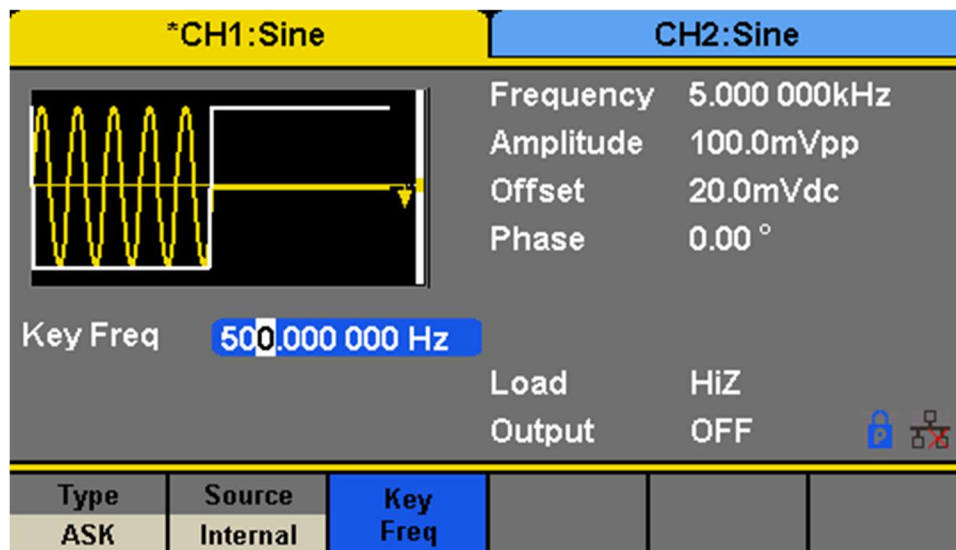 *CH1:Sine
CH2:Sine
Frequency 5.000 000kHz
Amplitude 100.0mVpp
Offset 20.0mVdc
Phase 0.00 °
Key Freq 500.000 000 Hz
Load HiZ
Output OFF
P
Type Source Key
ASK Internal Freq